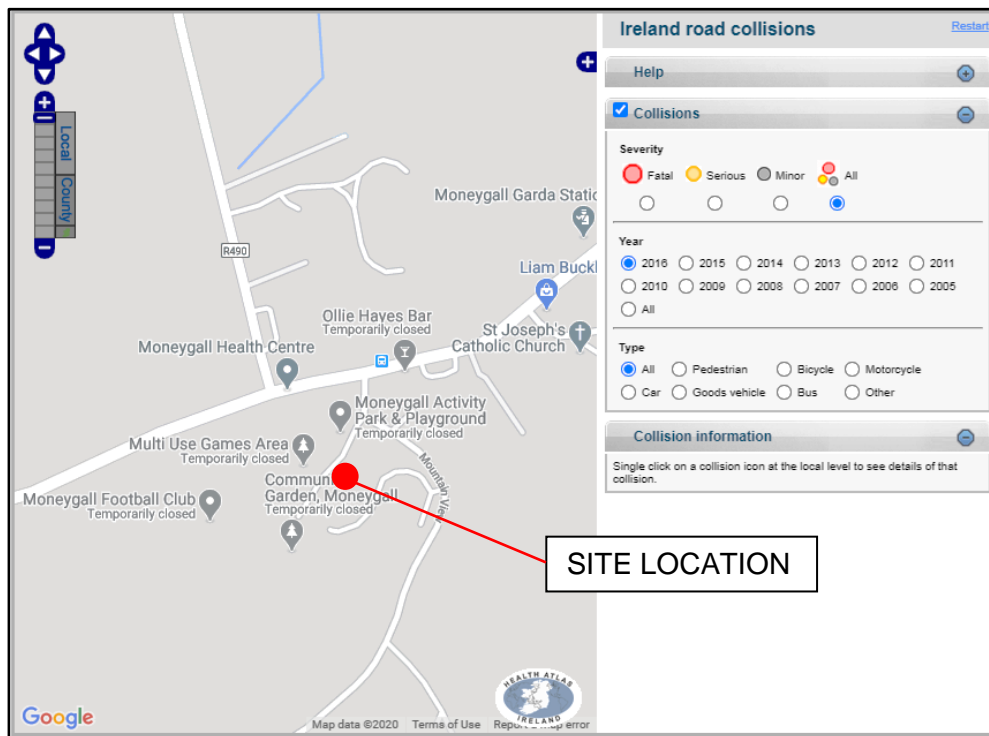 Local
County
Moneygall Garda Static
R490
Liam Buckl
Ollie Hayes Bar
Temporarily closed
St Joseph's
Catholic Church
Moneygall Health Centre
Moneygall Activity
Park & Playground
Temporarily closed
Multi Use Games Area
Temporarily closed
Mountain View
Communi
Garden, Moneygall
Temporarily closed
Moneygall Football Club
Temporarily closed
SITE LOCATION
HEALTH ATLAS
IRELAND
Google
Map data ©2020 Terms of Use Report a map error
Ireland road collisions Restart
Help
Collisions
Severity
Fatal Serious Minor All
Year
2016 2015 2014 2013 2012 2011
2010 2009 2008 2007 2006 2005
All
Type
All Pedestrian Bicycle Motorcycle
Car Goods vehicle Bus Other
Collision information
Single click on a collision icon at the local level to see details of that
collision.